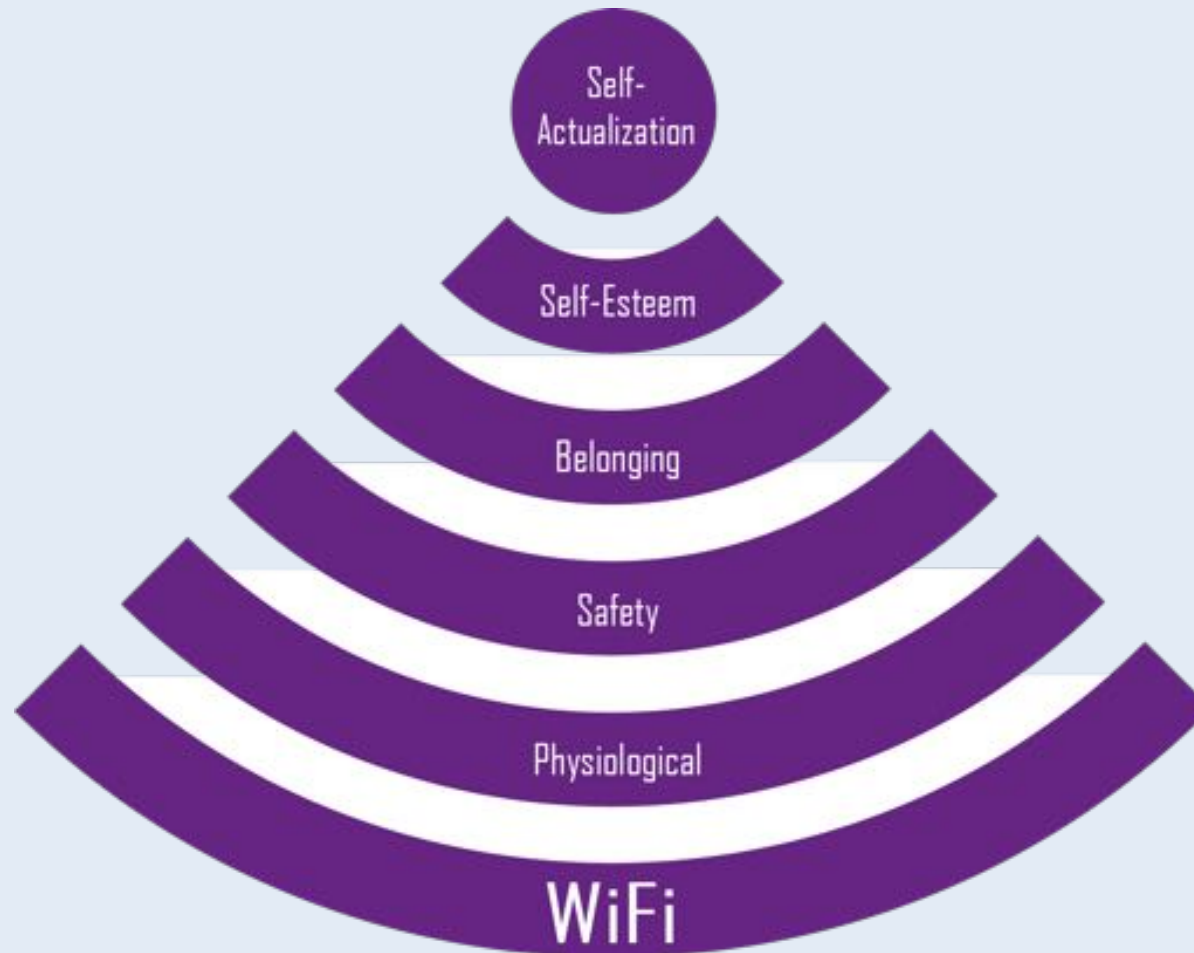 Self-
Actualization
Self-Esteem
Belonging
Safety
Physiological
WiFi